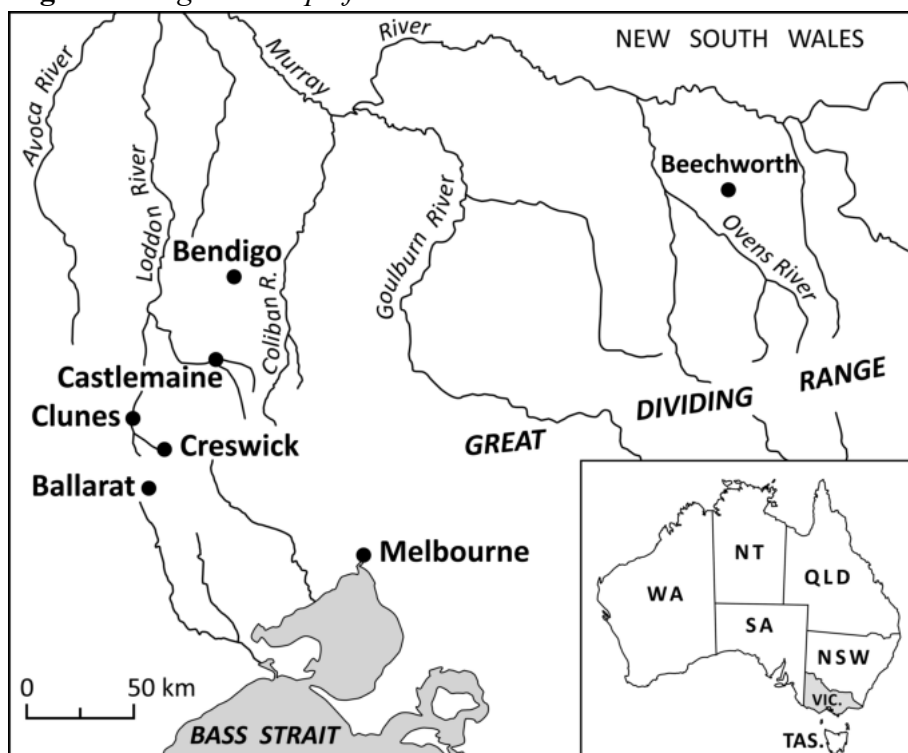 NEW SOUTH WALES
River
Murray
Avoca River
Loddon River
Beechworth
Ovens River
Goulburn River
Bendigo
Coliban R.
Castlemaine
GREAT DIVIDING RANGE
Clunes
Creswick
Ballarat
Melbourne
0 50 km
BASS STRAIT
WA
NT
QLD
SA
NSW
VIC.
TAS.